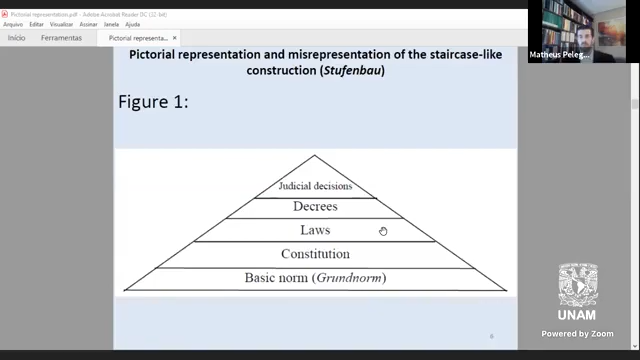 Pictorial representation.pdf - Adobe Acrobat Reader DC (32-bit)
Arquivo Editar Visualizar Assinar Janela Ajuda
Início Ferramentas Pictorial representa... ×
Pictorial representation and misrepresentation of the staircase-like
construction (Stufenbau)
Matheus Peleg...
Figure 1:
Judicial decisions
Decrees
Laws
Constitution
Basic norm (Grundnorm)
6
UNAM
Powered by Zoom